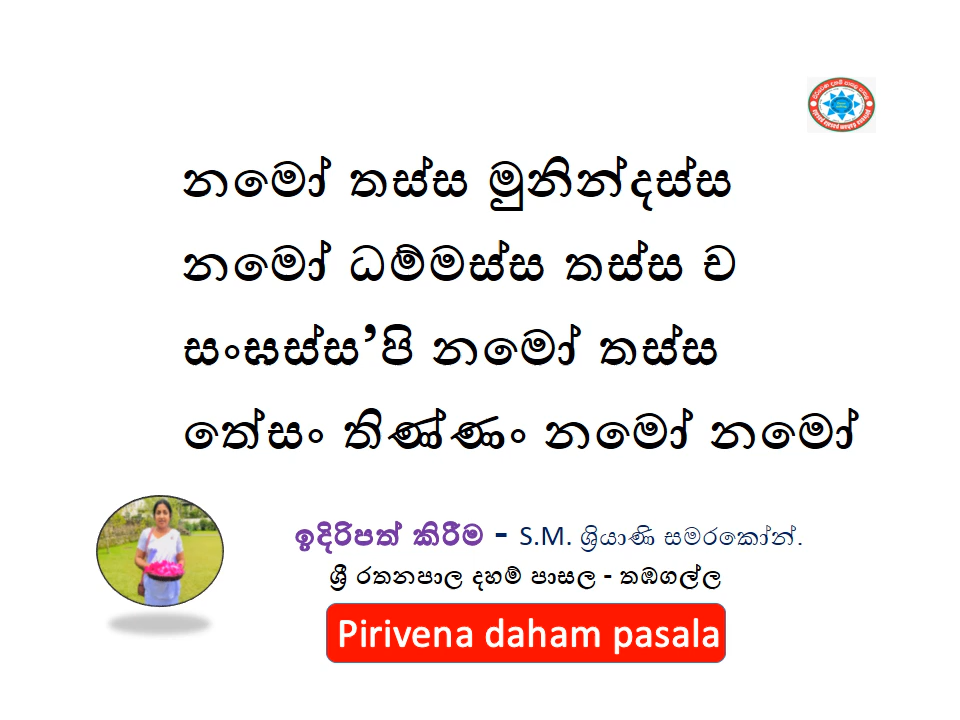 නමෝ තස්ස මුනින්දස්ස
නමෝ ධම්මස්ස තස්ස ච
සංඝස්ස’පි නමෝ තස්ස
තේසං තිණ්ණං නමෝ නමෝ
ඉදිරිපත් කිරීම - S.M. ශ්‍රියාණි සමරකෝන්.
ශ්‍රී රතනපාල දහම් පාසල - තඹගල්ල
Pirivena daham pasala